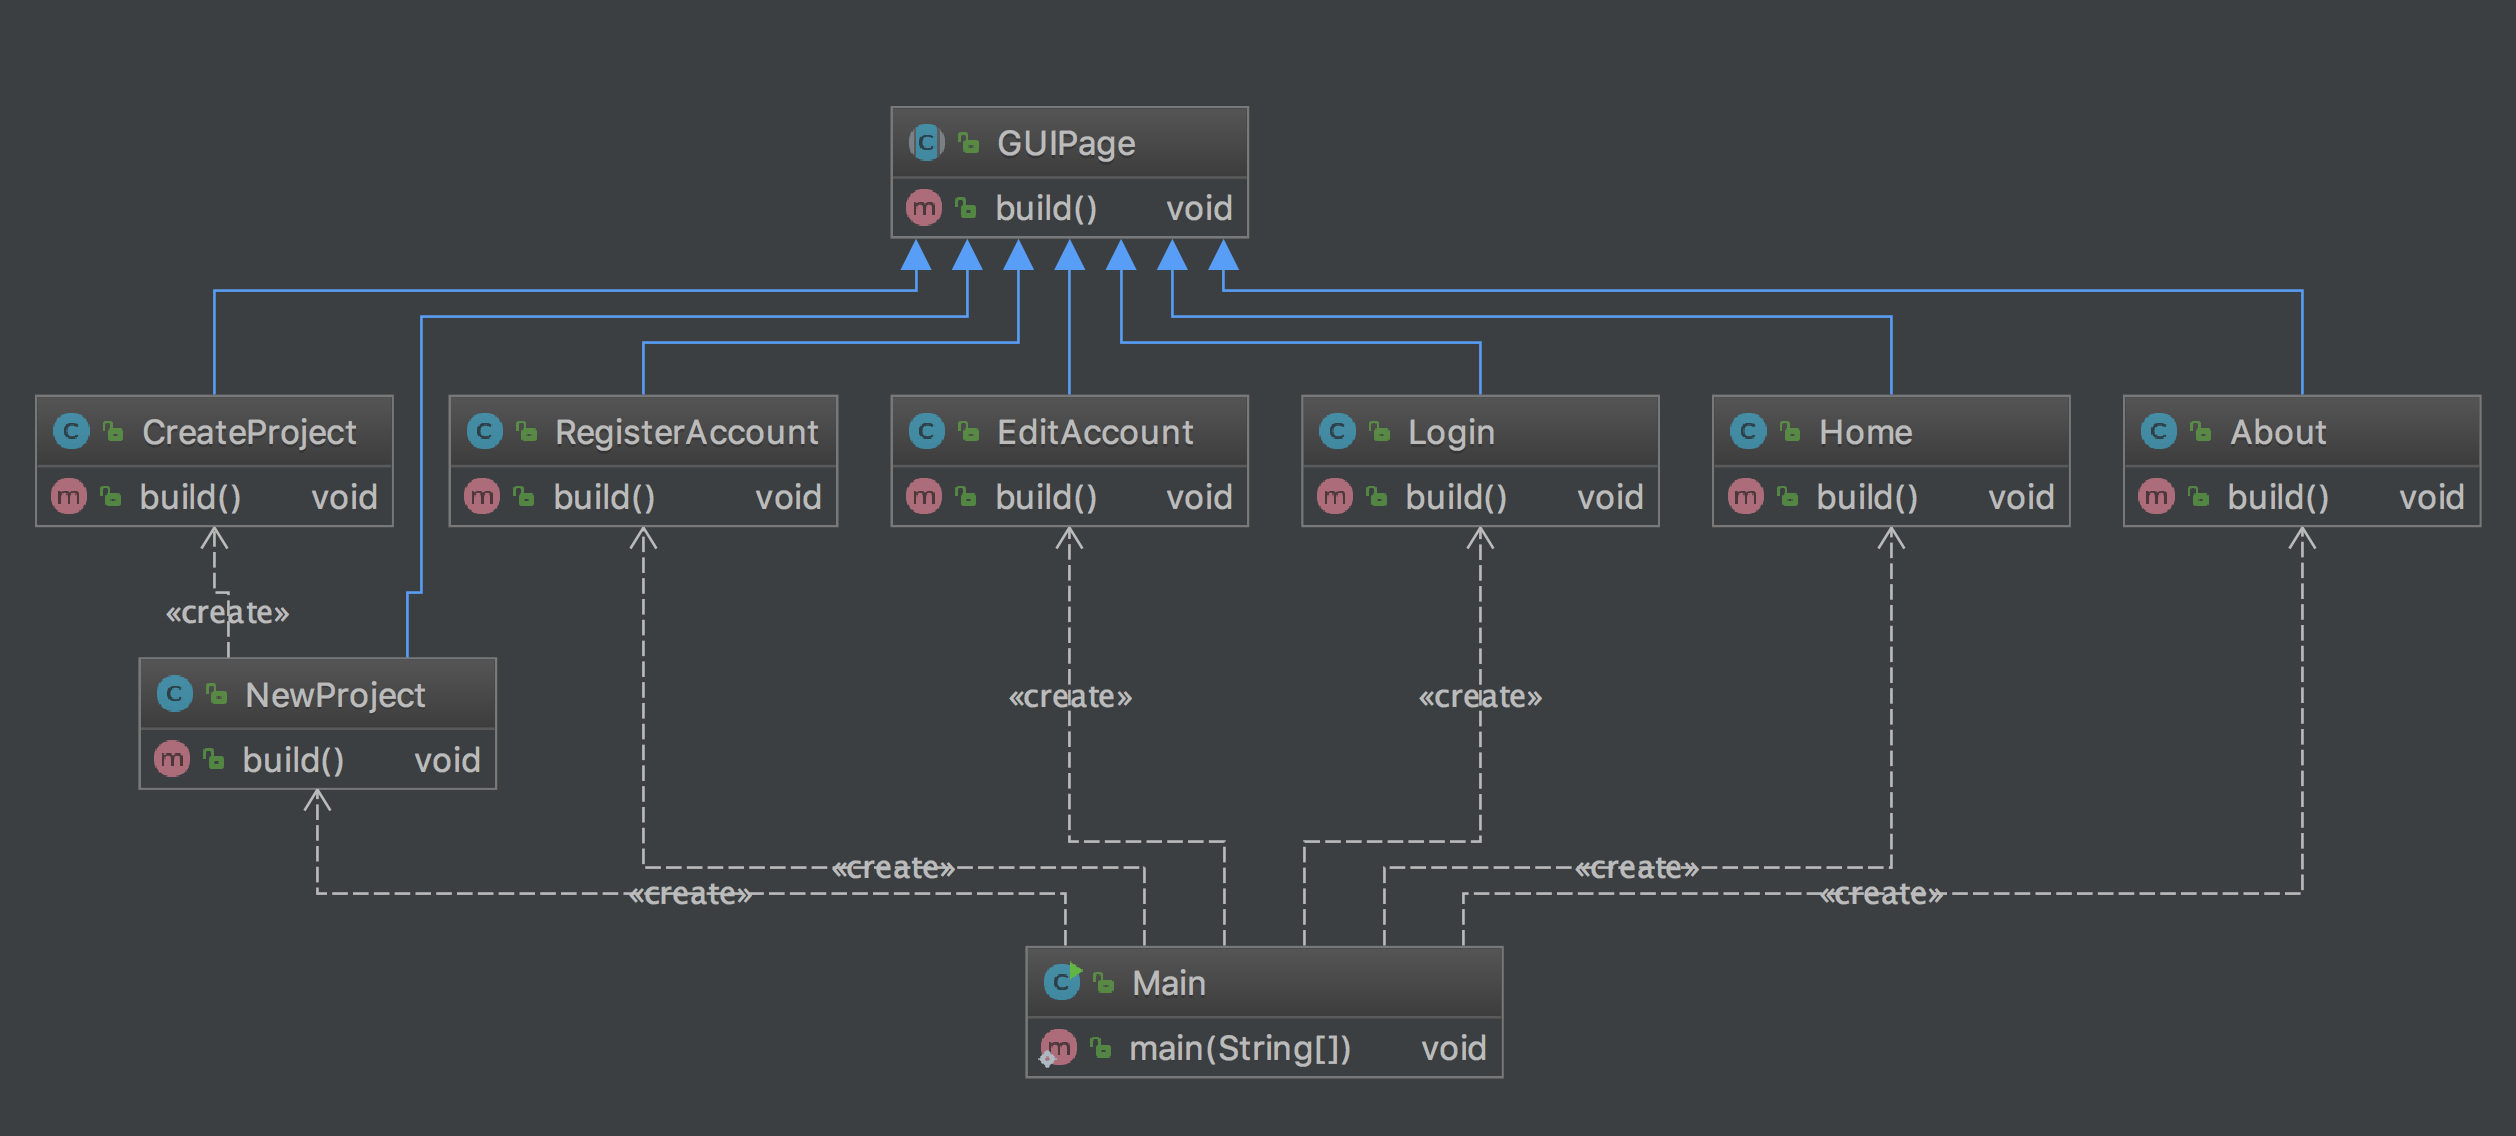 GUIPage
build() void
CreateProject
build() void
RegisterAccount
build() void
EditAccount
build() void
Login
build() void
Home
build() void
About
build() void
«create»
NewProject
build() void
«create»
«create»
«create»
«create»
«create»
«create»
Main
main(String[]) void